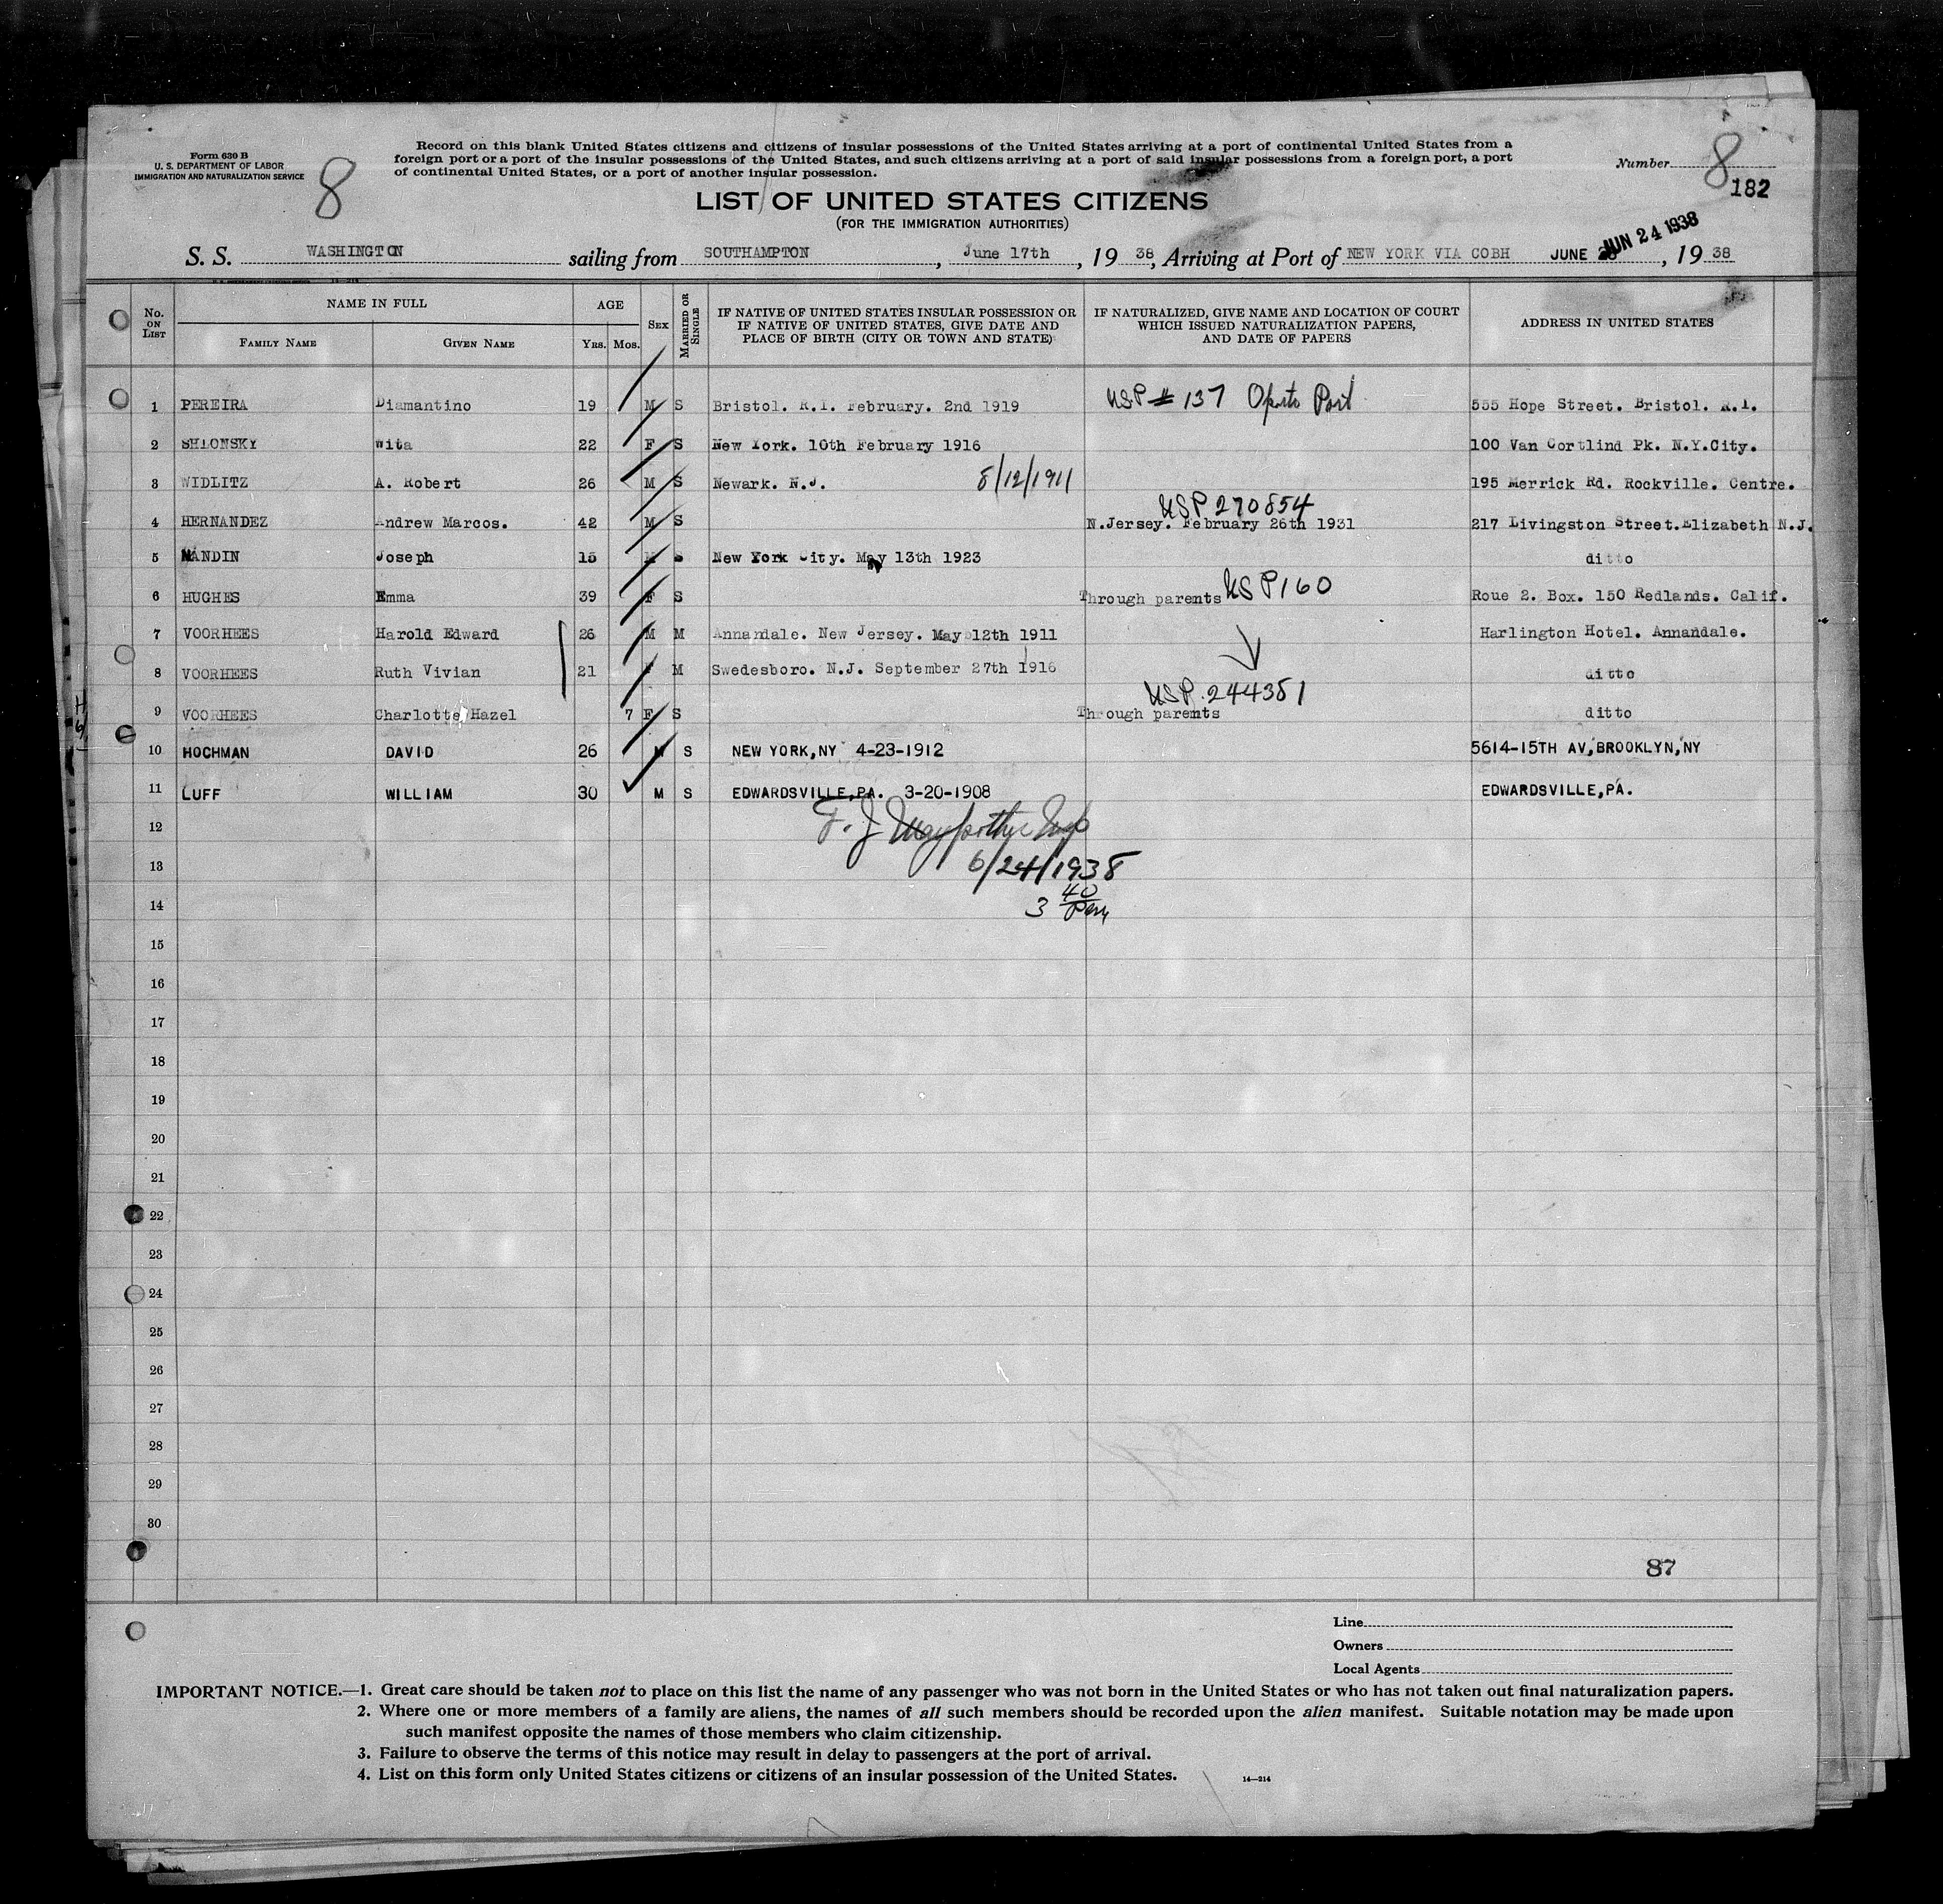 Form 630 B
U. S. DEPARTMENT OF LABOR
IMMIGRATION AND NATURALIZATION SERVICE
8
Record on this blank United States citizens and citizens of insular possessions of the United States arriving at a port of continental United States from a
foreign port or a port of the insular possessions of the United States, and such citizens arriving at a port of said insular possessions from a foreign port, a port
of continental United States, or a port of another insular possession.
Number 8
182
LIST OF UNITED STATES CITIZENS
(FOR THE IMMIGRATION AUTHORITIES)
S. S. WASHINGTON sailing from SOUTHAMPTON, June 17th, 19 38, Arriving at Port of NEW YORK VIA COBH JUNE JUN 24 1938, 19 38
No. ON LIST NAME IN FULL FAMILY NAME GIVEN NAME AGE YRS. MOS. SEX MARRIED OR SINGLE IF NATIVE OF UNITED STATES INSULAR POSSESSION OR IF NATIVE OF UNITED STATES, GIVE DATE AND PLACE OF BIRTH (CITY OR TOWN AND STATE) IF NATURALIZED, GIVE NAME AND LOCATION OF COURT WHICH ISSUED NATURALIZATION PAPERS, AND DATE OF PAPERS ADDRESS IN UNITED STATES
1 PEREIRA Diamantino 19 M S Bristol. R.I. February. 2nd 1919 USP # 137 Oporto Port 555 Hope Street. Bristol. R.I.
2 SHLONSKY Wita 22 F S New York. 10th February 1916 100 Van Cortlind Pk. N.Y.City.
3 WIDLITZ A. Robert 26 M S Newark. N.J. 8/12/1911 195 Merrick Rd. Rockville. Centre.
USP 270854
4 HERNANDEZ Andrew Marcos. 42 M S N.Jersey. February 26th 1931 217 Livingston Street.Elizabeth N.J.
5 NANDIN Joseph 15 M S New York City. May 13th 1923 ditto
6 HUGHES Emma 39 F S Through parents USP 160 Roue 2. Box. 150 Redlands. Calif.
7 VOORHEES Harold Edward 26 M M Annandale. New Jersey. May 12th 1911 Harlington Hotel. Annandale.
8 VOORHEES Ruth Vivian 21 F M Swedesboro. N.J. September 27th 1916 ditto
USP. 244351
9 VOORHEES Charlotte Hazel 7 F S Through parents ditto
10 HOCHMAN DAVID 26 M S NEW YORK,NY 4-23-1912 5614-15TH AV,BROOKLYN,NY
11 LUFF WILLIAM 30 M S EDWARDSVILLE,PA. 3-20-1908 EDWARDSVILLE,PA.
12 F. J. Insp
13 6/24/1938
14 3 40 Pm
15
16
17
18
19
20
21
22
23
24
25
26
27
28
29
30
87
Line
Owners
Local Agents
IMPORTANT NOTICE.—1. Great care should be taken not to place on this list the name of any passenger who was not born in the United States or who has not taken out final naturalization papers.
2. Where one or more members of a family are aliens, the names of all such members should be recorded upon the alien manifest. Suitable notation may be made upon
such manifest opposite the names of those members who claim citizenship.
3. Failure to observe the terms of this notice may result in delay to passengers at the port of arrival.
4. List on this form only United States citizens or citizens of an insular possession of the United States.
14—214